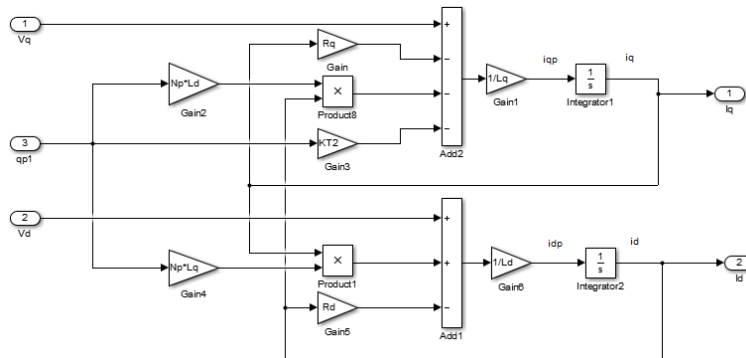 1
Vq
Rq
Gain
+
−
−
−
Add2
1/Lq
Gain1
iqp
1
s
Integrator1
iq
1
Iq
Np*Ld
Gain2
×
Product8
3
qp1
KT2
Gain3
2
Vd
+
+
−
Add1
Np*Lq
Gain4
×
Product1
Rd
Gain5
1/Ld
Gain6
idp
1
s
Integrator2
id
2
Id